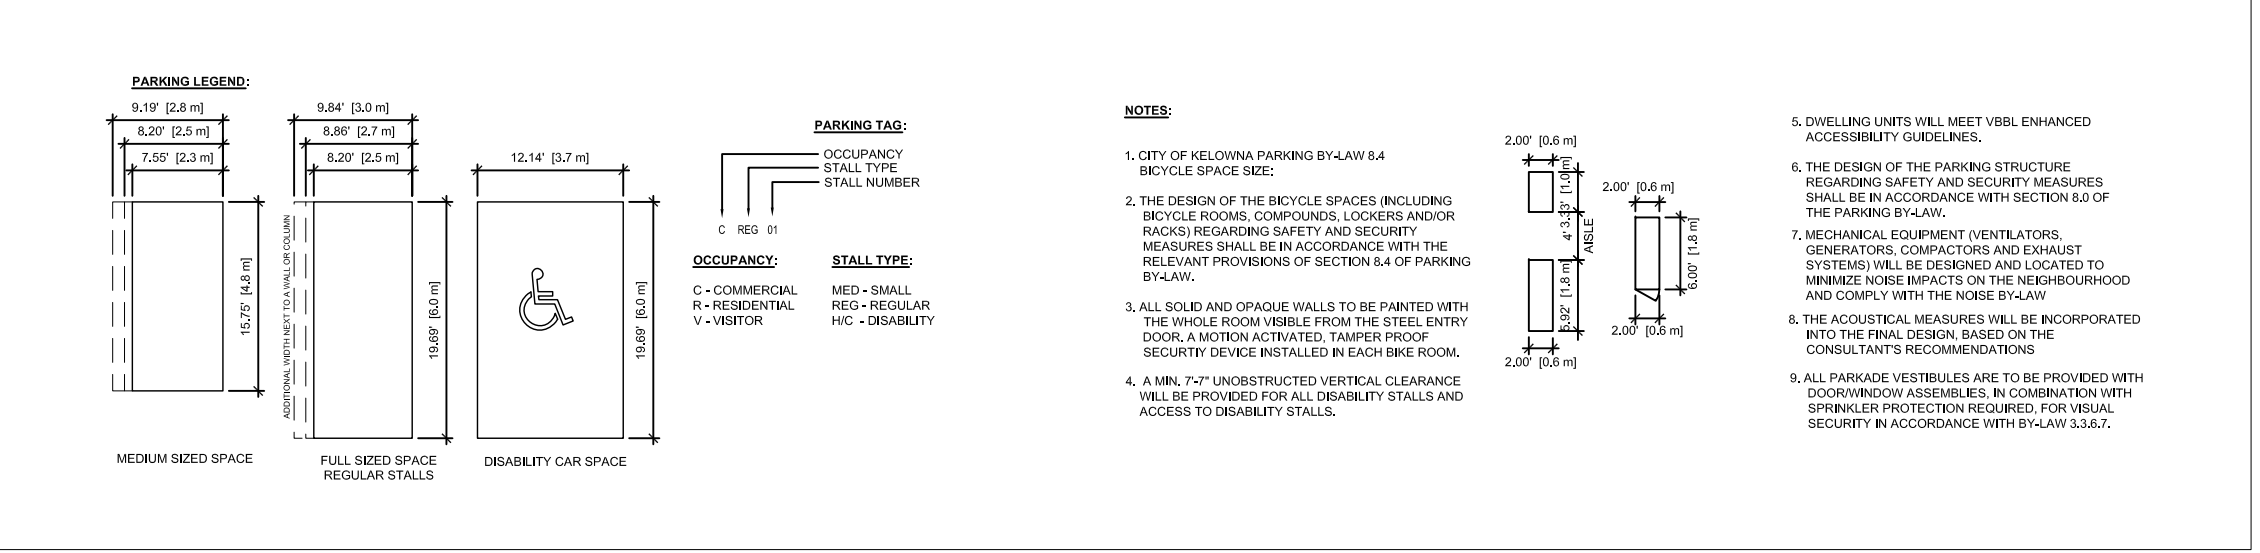 PARKING LEGEND:
9.19' [2.8 m]
8.20' [2.5 m]
7.55' [2.3 m]
15.75' [4.8 m]
MEDIUM SIZED SPACE
9.84' [3.0 m]
8.86' [2.7 m]
8.20' [2.5 m]
ADDITIONAL WIDTH NEXT TO A WALL OR COLUMN
19.69' [6.0 m]
FULL SIZED SPACE
REGULAR STALLS
12.14' [3.7 m]
19.69' [6.0 m]
DISABILITY CAR SPACE
PARKING TAG:
OCCUPANCY
STALL TYPE
STALL NUMBER
C REG 01
OCCUPANCY:
C - COMMERCIAL
R - RESIDENTIAL
V - VISITOR
STALL TYPE:
MED - SMALL
REG - REGULAR
H/C - DISABILITY
NOTES:
1. CITY OF KELOWNA PARKING BY-LAW 8.4
BICYCLE SPACE SIZE:
2. THE DESIGN OF THE BICYCLE SPACES (INCLUDING
BICYCLE ROOMS, COMPOUNDS, LOCKERS AND/OR
RACKS) REGARDING SAFETY AND SECURITY
MEASURES SHALL BE IN ACCORDANCE WITH THE
RELEVANT PROVISIONS OF SECTION 8.4 OF PARKING
BY-LAW.
3. ALL SOLID AND OPAQUE WALLS TO BE PAINTED WITH
THE WHOLE ROOM VISIBLE FROM THE STEEL ENTRY
DOOR. A MOTION ACTIVATED, TAMPER PROOF
SECURTIY DEVICE INSTALLED IN EACH BIKE ROOM.
4. A MIN. 7'-7" UNOBSTRUCTED VERTICAL CLEARANCE
WILL BE PROVIDED FOR ALL DISABILITY STALLS AND
ACCESS TO DISABILITY STALLS.
2.00' [0.6 m]
3.33' [1.0 m]
4'
AISLE
5.92' [1.8 m]
2.00' [0.6 m]
2.00' [0.6 m]
6.00' [1.8 m]
2.00' [0.6 m]
5. DWELLING UNITS WILL MEET VBBL ENHANCED
ACCESSIBILITY GUIDELINES.
6. THE DESIGN OF THE PARKING STRUCTURE
REGARDING SAFETY AND SECURITY MEASURES
SHALL BE IN ACCORDANCE WITH SECTION 8.0 OF
THE PARKING BY-LAW.
7. MECHANICAL EQUIPMENT (VENTILATORS,
GENERATORS, COMPACTORS AND EXHAUST
SYSTEMS) WILL BE DESIGNED AND LOCATED TO
MINIMIZE NOISE IMPACTS ON THE NEIGHBOURHOOD
AND COMPLY WITH THE NOISE BY-LAW
8. THE ACOUSTICAL MEASURES WILL BE INCORPORATED
INTO THE FINAL DESIGN, BASED ON THE
CONSULTANT'S RECOMMENDATIONS
9. ALL PARKADE VESTIBULES ARE TO BE PROVIDED WITH
DOOR/WINDOW ASSEMBLIES, IN COMBINATION WITH
SPRINKLER PROTECTION REQUIRED, FOR VISUAL
SECURITY IN ACCORDANCE WITH BY-LAW 3.3.6.7.